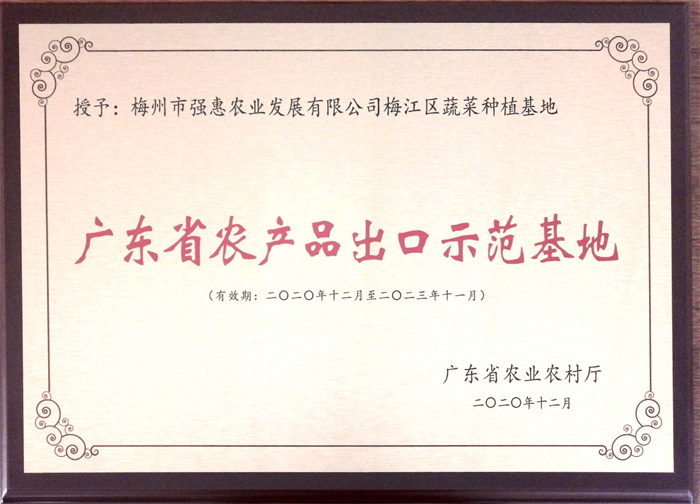 授予：梅州市强惠农业发展有限公司梅江区蔬菜种植基地
广东省农产品出口示范基地
（有效期：二〇二〇年十二月至二〇二三年十一月）
广东省农业农村厅
二〇二〇年十二月